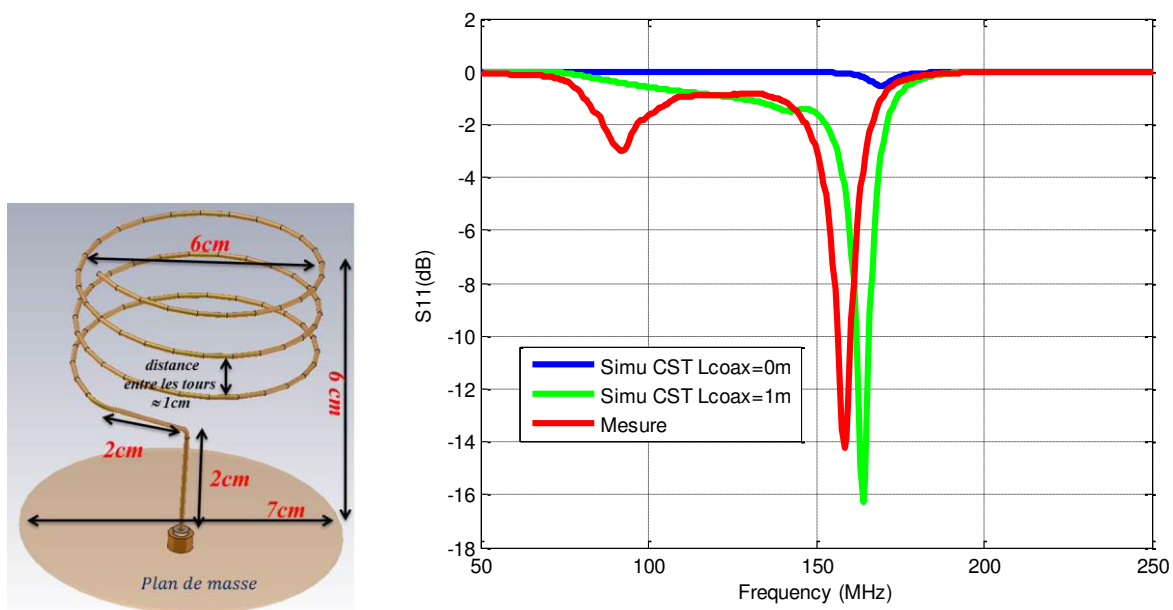 6cm
distance
entre les tours
≈1cm
6 cm
2cm
2cm
7cm
Plan de masse
2
0
-2
-4
-6
-8
-10
-12
-14
-16
-18
50
100
150
200
250
S11(dB)
Frequency (MHz)
Simu CST Lcoax=0m
Simu CST Lcoax=1m
Mesure